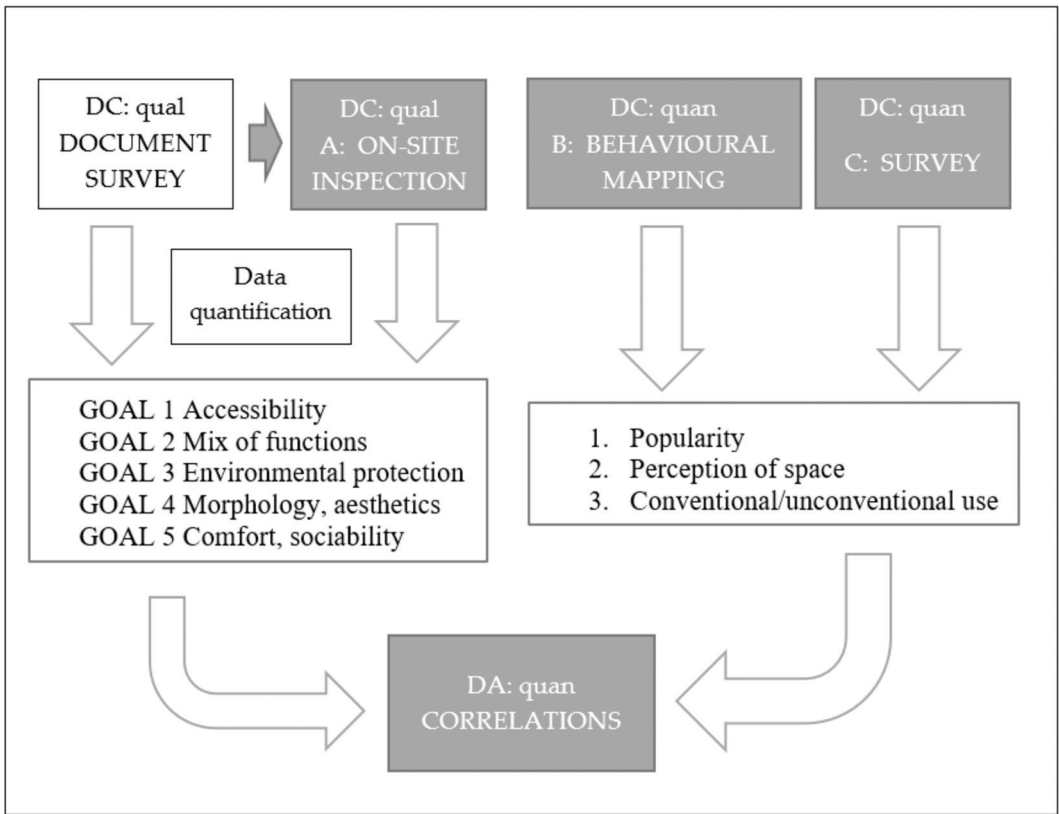 DC: qual
DOCUMENT
SURVEY
DC: qual
A: ON-SITE
INSPECTION
DC: quan
B: BEHAVIOURAL
MAPPING
DC: quan
C: SURVEY
Data
quantification
GOAL 1 Accessibility
GOAL 2 Mix of functions
GOAL 3 Environmental protection
GOAL 4 Morphology, aesthetics
GOAL 5 Comfort, sociability
1. Popularity
2. Perception of space
3. Conventional/unconventional use
DA: quan
CORRELATIONS